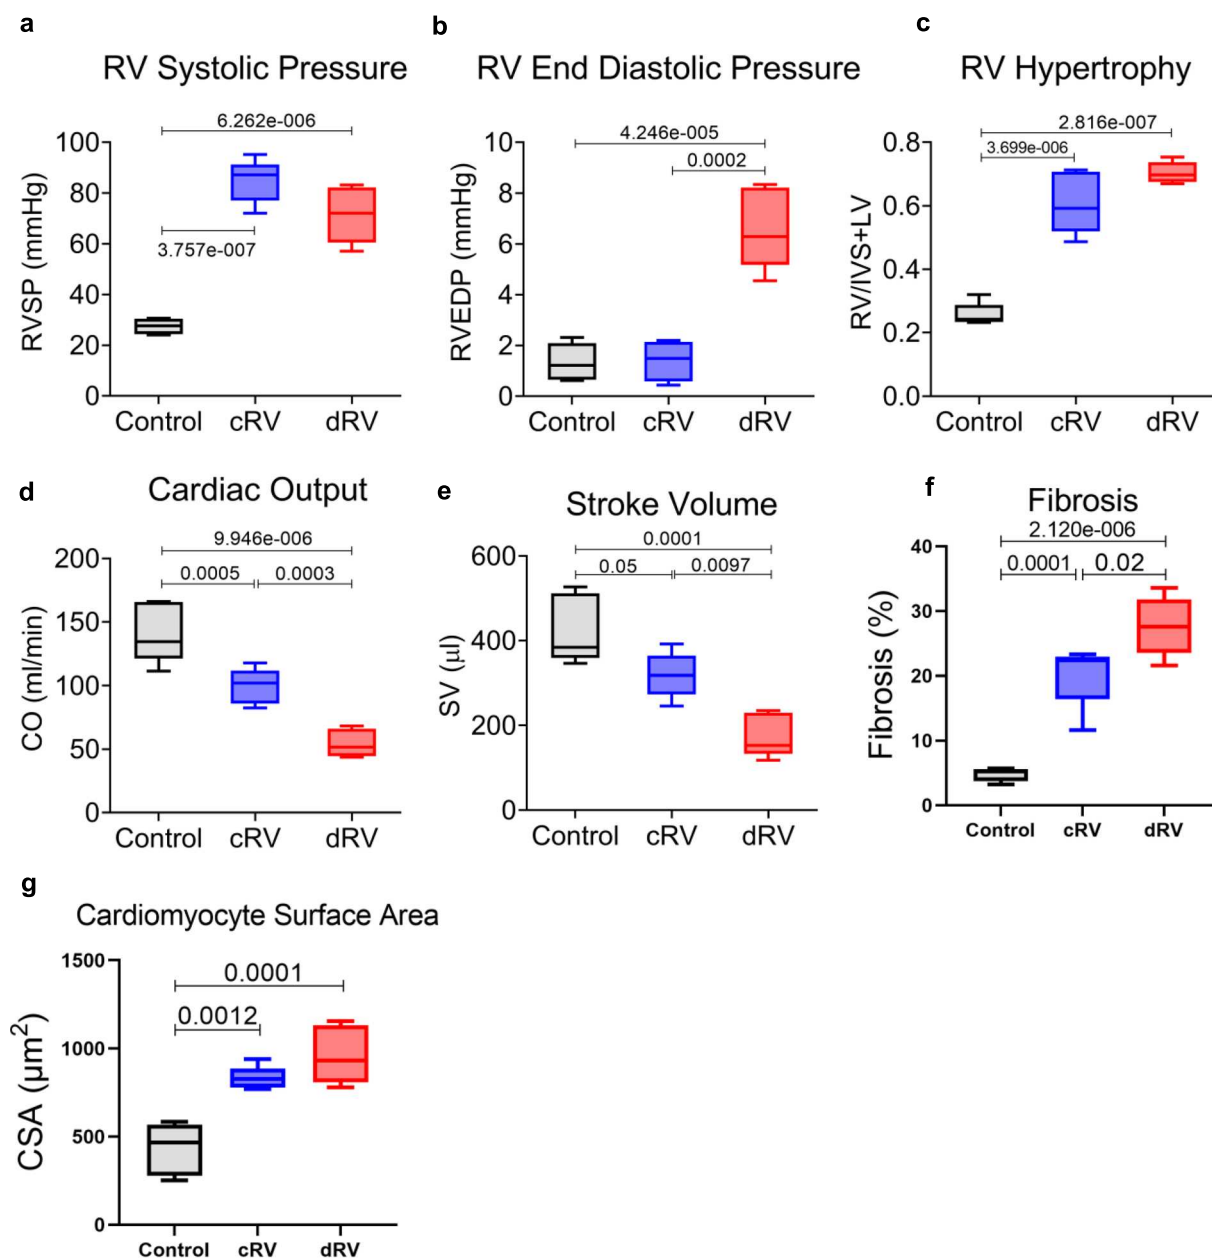 a
RV Systolic Pressure
6.262e-006
3.757e-007
RVSP (mmHg)
100
80
60
40
20
0
Control cRV dRV
b
RV End Diastolic Pressure
4.246e-005
0.0002
RVEDP (mmHg)
10
8
6
4
2
0
Control cRV dRV
c
RV Hypertrophy
2.816e-007
3.699e-006
RV/IVS+LV
0.8
0.6
0.4
0.2
0.0
Control cRV dRV
d
Cardiac Output
9.946e-006
0.0005 0.0003
CO (ml/min)
200
150
100
50
0
Control cRV dRV
e
Stroke Volume
0.0001
0.05 0.0097
SV (μl)
600
400
200
0
Control cRV dRV
f
Fibrosis
2.120e-006
0.0001 0.02
Fibrosis (%)
40
30
20
10
0
Control cRV dRV
g
Cardiomyocyte Surface Area
0.0001
0.0012
CSA (μm²)
1500
1000
500
0
Control cRV dRV